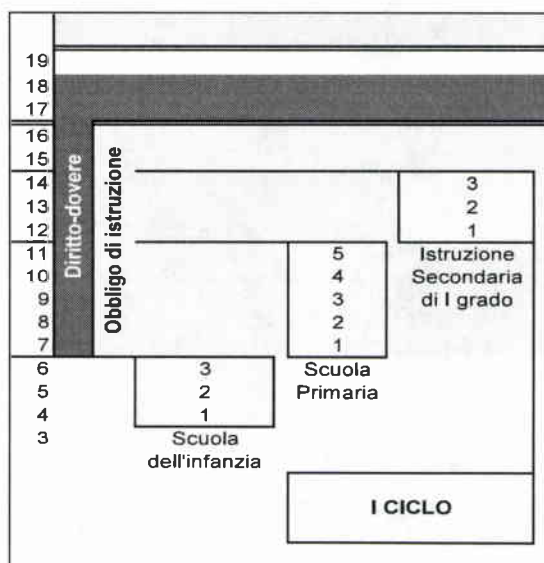 19
18
17
16
15
14
13
12
11
10
9
8
7
6
5
4
3
Diritto-dovere
Obbligo di istruzione
3
2
1
Istruzione
Secondaria
di I grado
5
4
3
2
1
Scuola
Primaria
3
2
1
Scuola
dell'infanzia
I CICLO